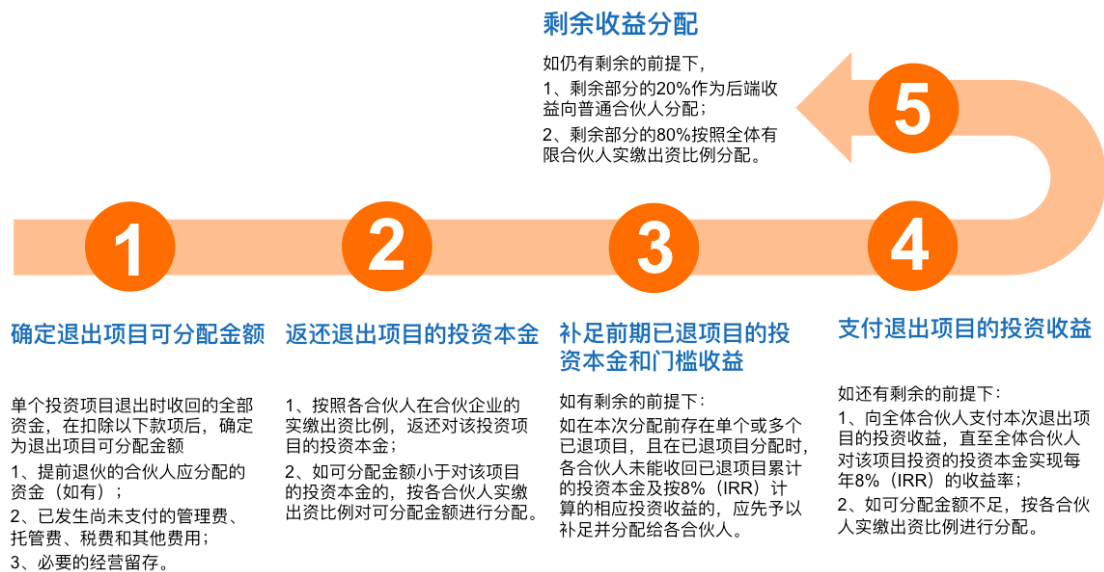 剩余收益分配
如仍有剩余的前提下，
1、剩余部分的20%作为后端收
益向普通合伙人分配；
2、剩余部分的80%按照全体有
限合伙人实缴出资比例分配。
5
1
2
3
4
确定退出项目可分配金额
单个投资项目退出时收回的全部
资金，在扣除以下款项后，确定
为退出项目可分配金额
1、提前退伙的合伙人应分配的
资金（如有）；
2、已发生尚未支付的管理费、
托管费、税费和其他费用；
3、必要的经营留存。
返还退出项目的投资本金
1、按照各合伙人在合伙企业的
实缴出资比例，返还对该投资项
目的投资本金；
2、如可分配金额小于对该项目
的投资本金的，按各合伙人实缴
出资比例对可分配金额进行分配。
补足前期已退项目的投
资本金和门槛收益
如有剩余的前提下：
如在本次分配前存在单个或多个
已退项目，且在已退项目分配时，
各合伙人未能收回已退项目累计
的投资本金及按8%（IRR）计
算的相应投资收益的，应先予以
补足并分配给各合伙人。
支付退出项目的投资收益
如还有剩余的前提下：
1、向全体合伙人支付本次退出项
目的投资收益，直至全体合伙人
对该项目投资的投资本金实现每
年8%（IRR）的收益率；
2、如可分配金额不足，按各合伙
人实缴出资比例进行分配。